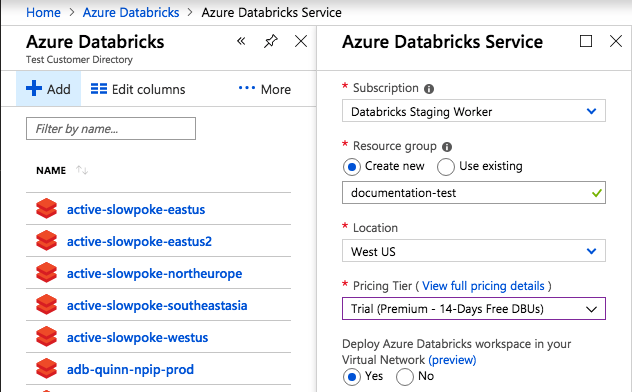 Home > Azure Databricks > Azure Databricks Service
Azure Databricks
Test Customer Directory
Add
Edit columns
More
Filter by name...
NAME
active-slowpoke-eastus
active-slowpoke-eastus2
active-slowpoke-northeurope
active-slowpoke-southeastasia
active-slowpoke-westus
adb-quinn-npip-prod
Azure Databricks Service
* Subscription
Databricks Staging Worker
* Resource group
Create new Use existing
documentation-test
* Location
West US
* Pricing Tier ( View full pricing details )
Trial (Premium - 14-Days Free DBUs)
Deploy Azure Databricks workspace in your
Virtual Network (preview)
Yes No